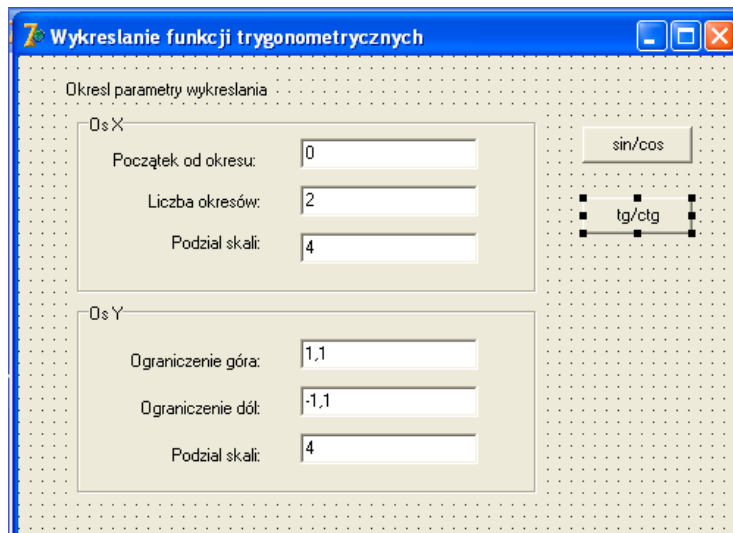 Wykreslanie funkcji trygonometrycznych
Okresl parametry wykreslania
Os X
Początek od okresu: 0
Liczba okresów: 2
Podzial skali: 4
sin/cos
tg/ctg
Os Y
Ograniczenie góra: 1,1
Ograniczenie dół: -1,1
Podzial skali: 4